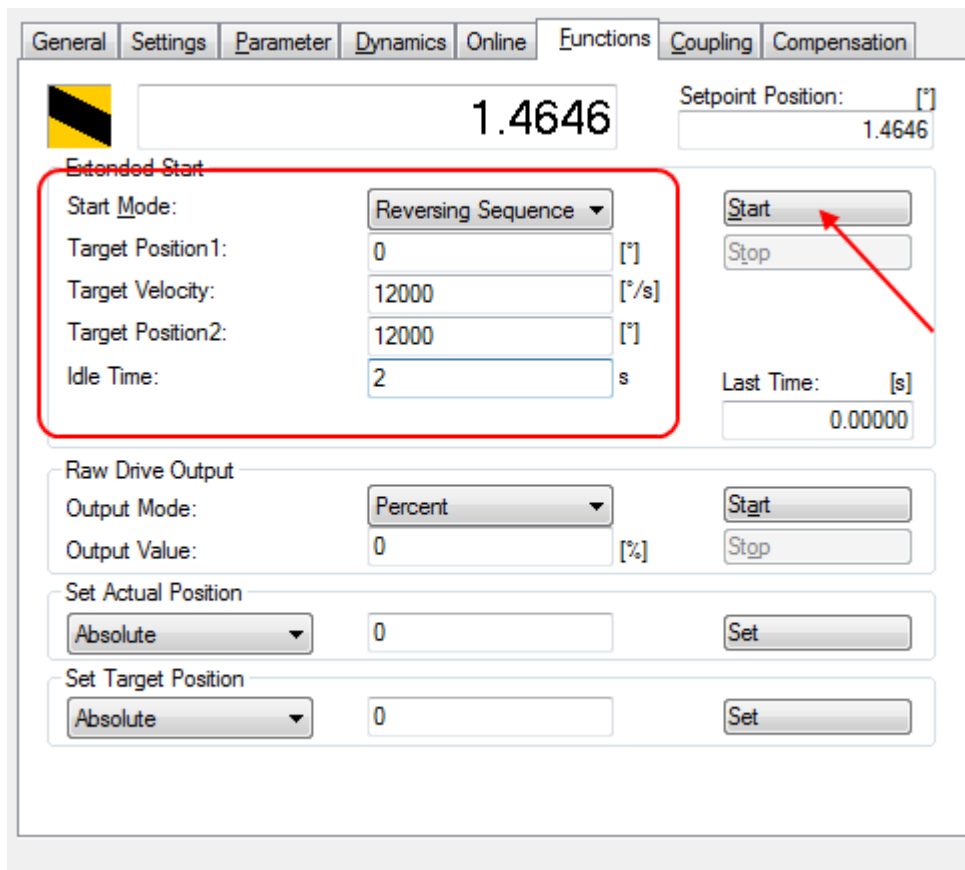 General Settings Parameter Dynamics Online Functions Coupling Compensation
1.4646
Setpoint Position: [°]
1.4646
Extended Start
Start Mode: Reversing Sequence Start
Target Position1: 0 [°] Stop
Target Velocity: 12000 [°/s]
Target Position2: 12000 [°]
Idle Time: 2 s Last Time: [s]
0.00000
Raw Drive Output
Output Mode: Percent Start
Output Value: 0 [%] Stop
Set Actual Position
Absolute 0 Set
Set Target Position
Absolute 0 Set